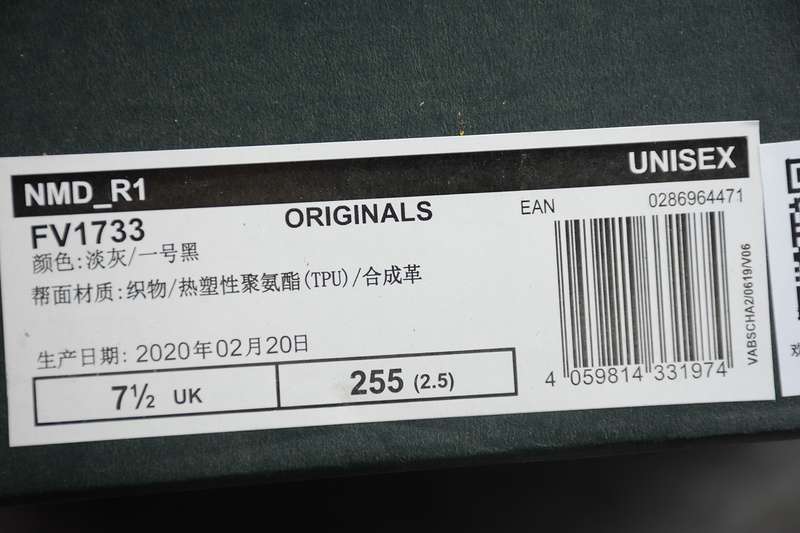 NMD_R1 UNISEX
FV1733 ORIGINALS EAN 0286964471
颜色:淡灰/一号黑
帮面材质:织物/热塑性聚氨酯(TPU)/合成革
生产日期: 2020年02月20日
7½ UK 255 (2.5)
4 059814 331974
VABSCHA2/0619/V06